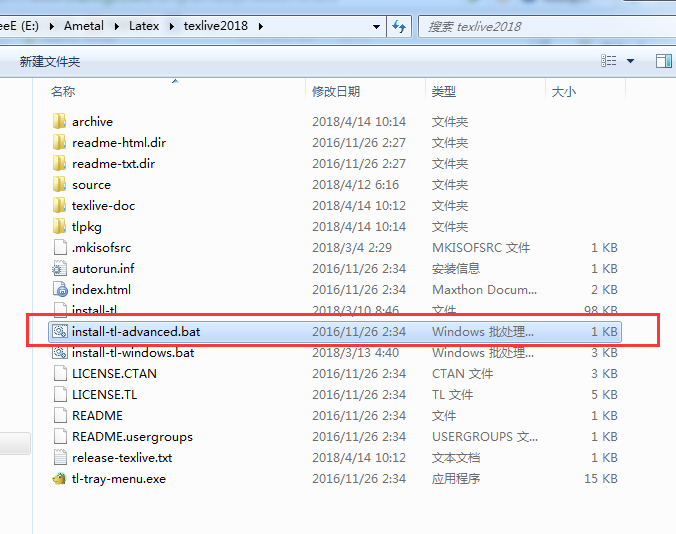 eeE (E:) ▸ Ametal ▸ Latex ▸ texlive2018 ▸ 搜索 texlive2018
新建文件夹
名称 修改日期 类型 大小
archive 2018/4/14 10:14 文件夹
readme-html.dir 2016/11/26 2:27 文件夹
readme-txt.dir 2016/11/26 2:27 文件夹
source 2018/4/12 6:16 文件夹
texlive-doc 2018/4/14 10:12 文件夹
tlpkg 2018/4/14 10:14 文件夹
.mkisofsrc 2018/3/4 2:29 MKISOFSRC 文件 1 KB
autorun.inf 2016/11/26 2:34 安装信息 1 KB
index.html 2016/11/26 2:34 Maxthon Docum... 2 KB
install-tl 2018/3/10 8:46 文件 98 KB
install-tl-advanced.bat 2016/11/26 2:34 Windows 批处理... 1 KB
install-tl-windows.bat 2018/3/13 4:40 Windows 批处理... 3 KB
LICENSE.CTAN 2016/11/26 2:34 CTAN 文件 3 KB
LICENSE.TL 2016/11/26 2:34 TL 文件 5 KB
README 2016/11/26 2:34 文件 1 KB
README.usergroups 2016/11/26 2:34 USERGROUPS 文... 1 KB
release-texlive.txt 2018/4/14 10:12 文本文档 1 KB
tl-tray-menu.exe 2016/11/26 2:34 应用程序 15 KB